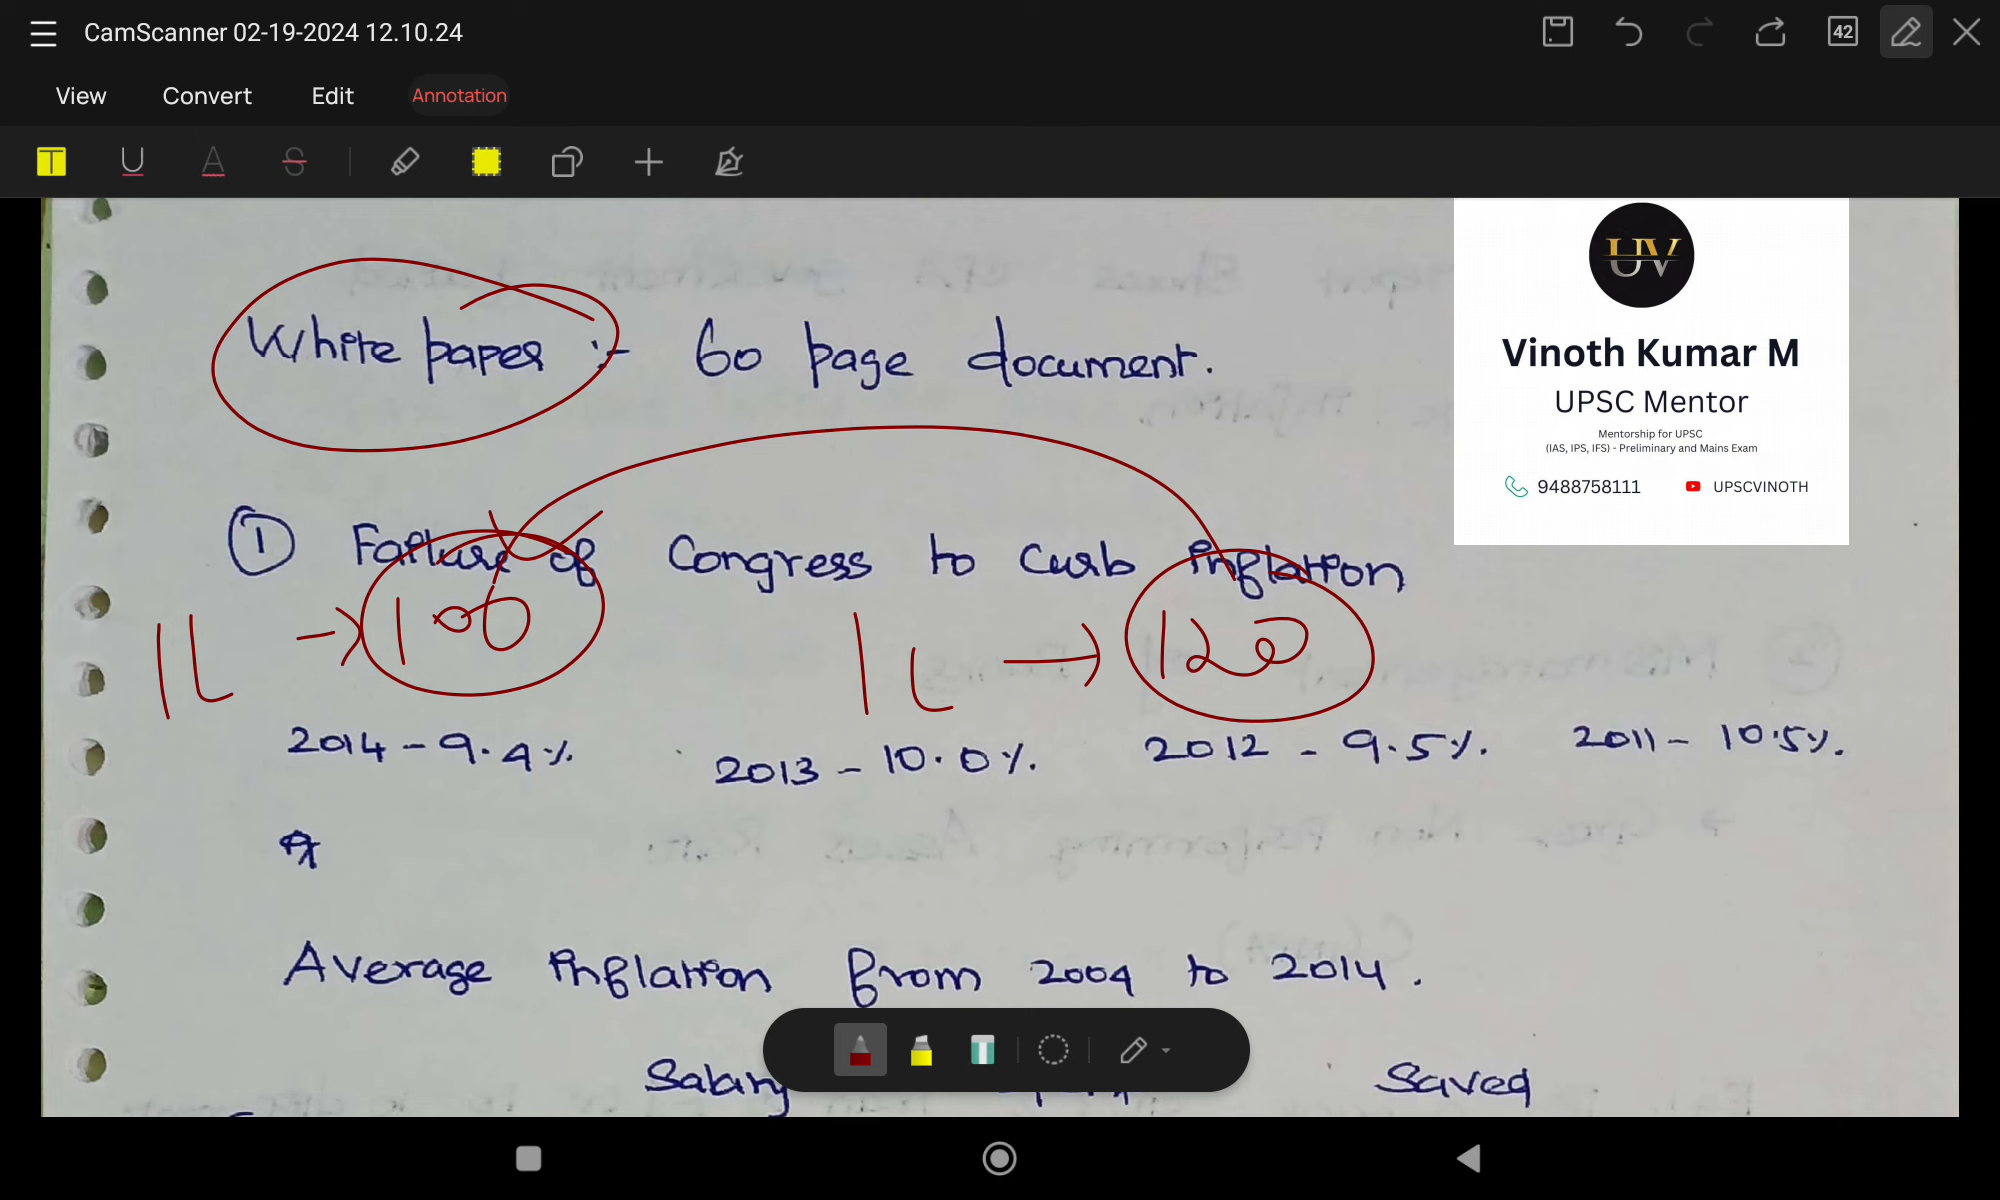 CamScanner 02-19-2024 12.10.24
42
View Convert Edit Annotation
T U A S
UV
Vinoth Kumar M
UPSC Mentor
Mentorship for UPSC
(IAS, IPS, IFS) - Preliminary and Mains Exam
9488758111 UPSCVINOTH
White paper :- 60 page document.
① Failure of Congress to curb inflation
1L → 100 1L → 120
2014 - 9.4%. 2013 - 10.0%. 2012 - 9.5%. 2011 - 10.5%.
Average inflation from 2004 to 2014.
Salary Saved